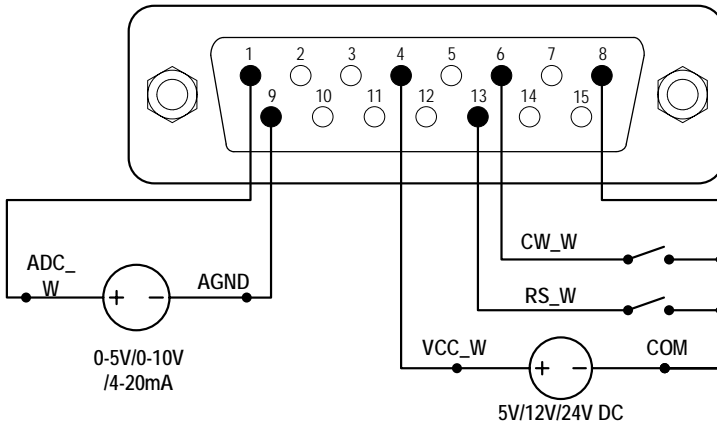 1 2 3 4 5 6 7 8
9 10 11 12 13 14 15
CW_W
ADC_
W
AGND
+ -
RS_W
0-5V/0-10V
/4-20mA
VCC_W
COM
+ -
5V/12V/24V DC